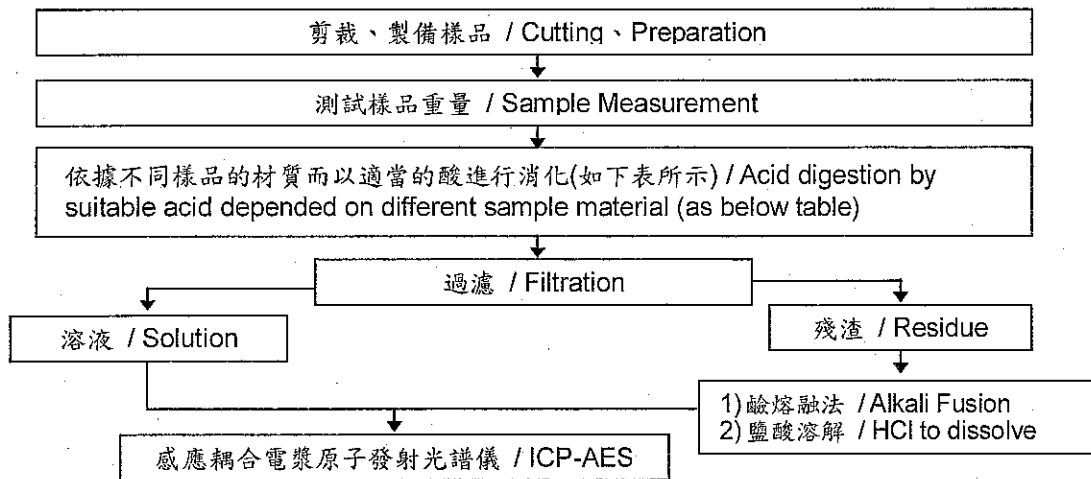 剪裁、製備樣品 / Cutting、Preparation
測試樣品重量 / Sample Measurement
依據不同樣品的材質而以適當的酸進行消化(如下表所示) / Acid digestion by
suitable acid depended on different sample material (as below table)
過濾 / Filtration
溶液 / Solution
殘渣 / Residue
1)鹼熔融法 / Alkali Fusion
2)鹽酸溶解 / HCl to dissolve
感應耦合電漿原子發射光譜儀 / ICP-AES